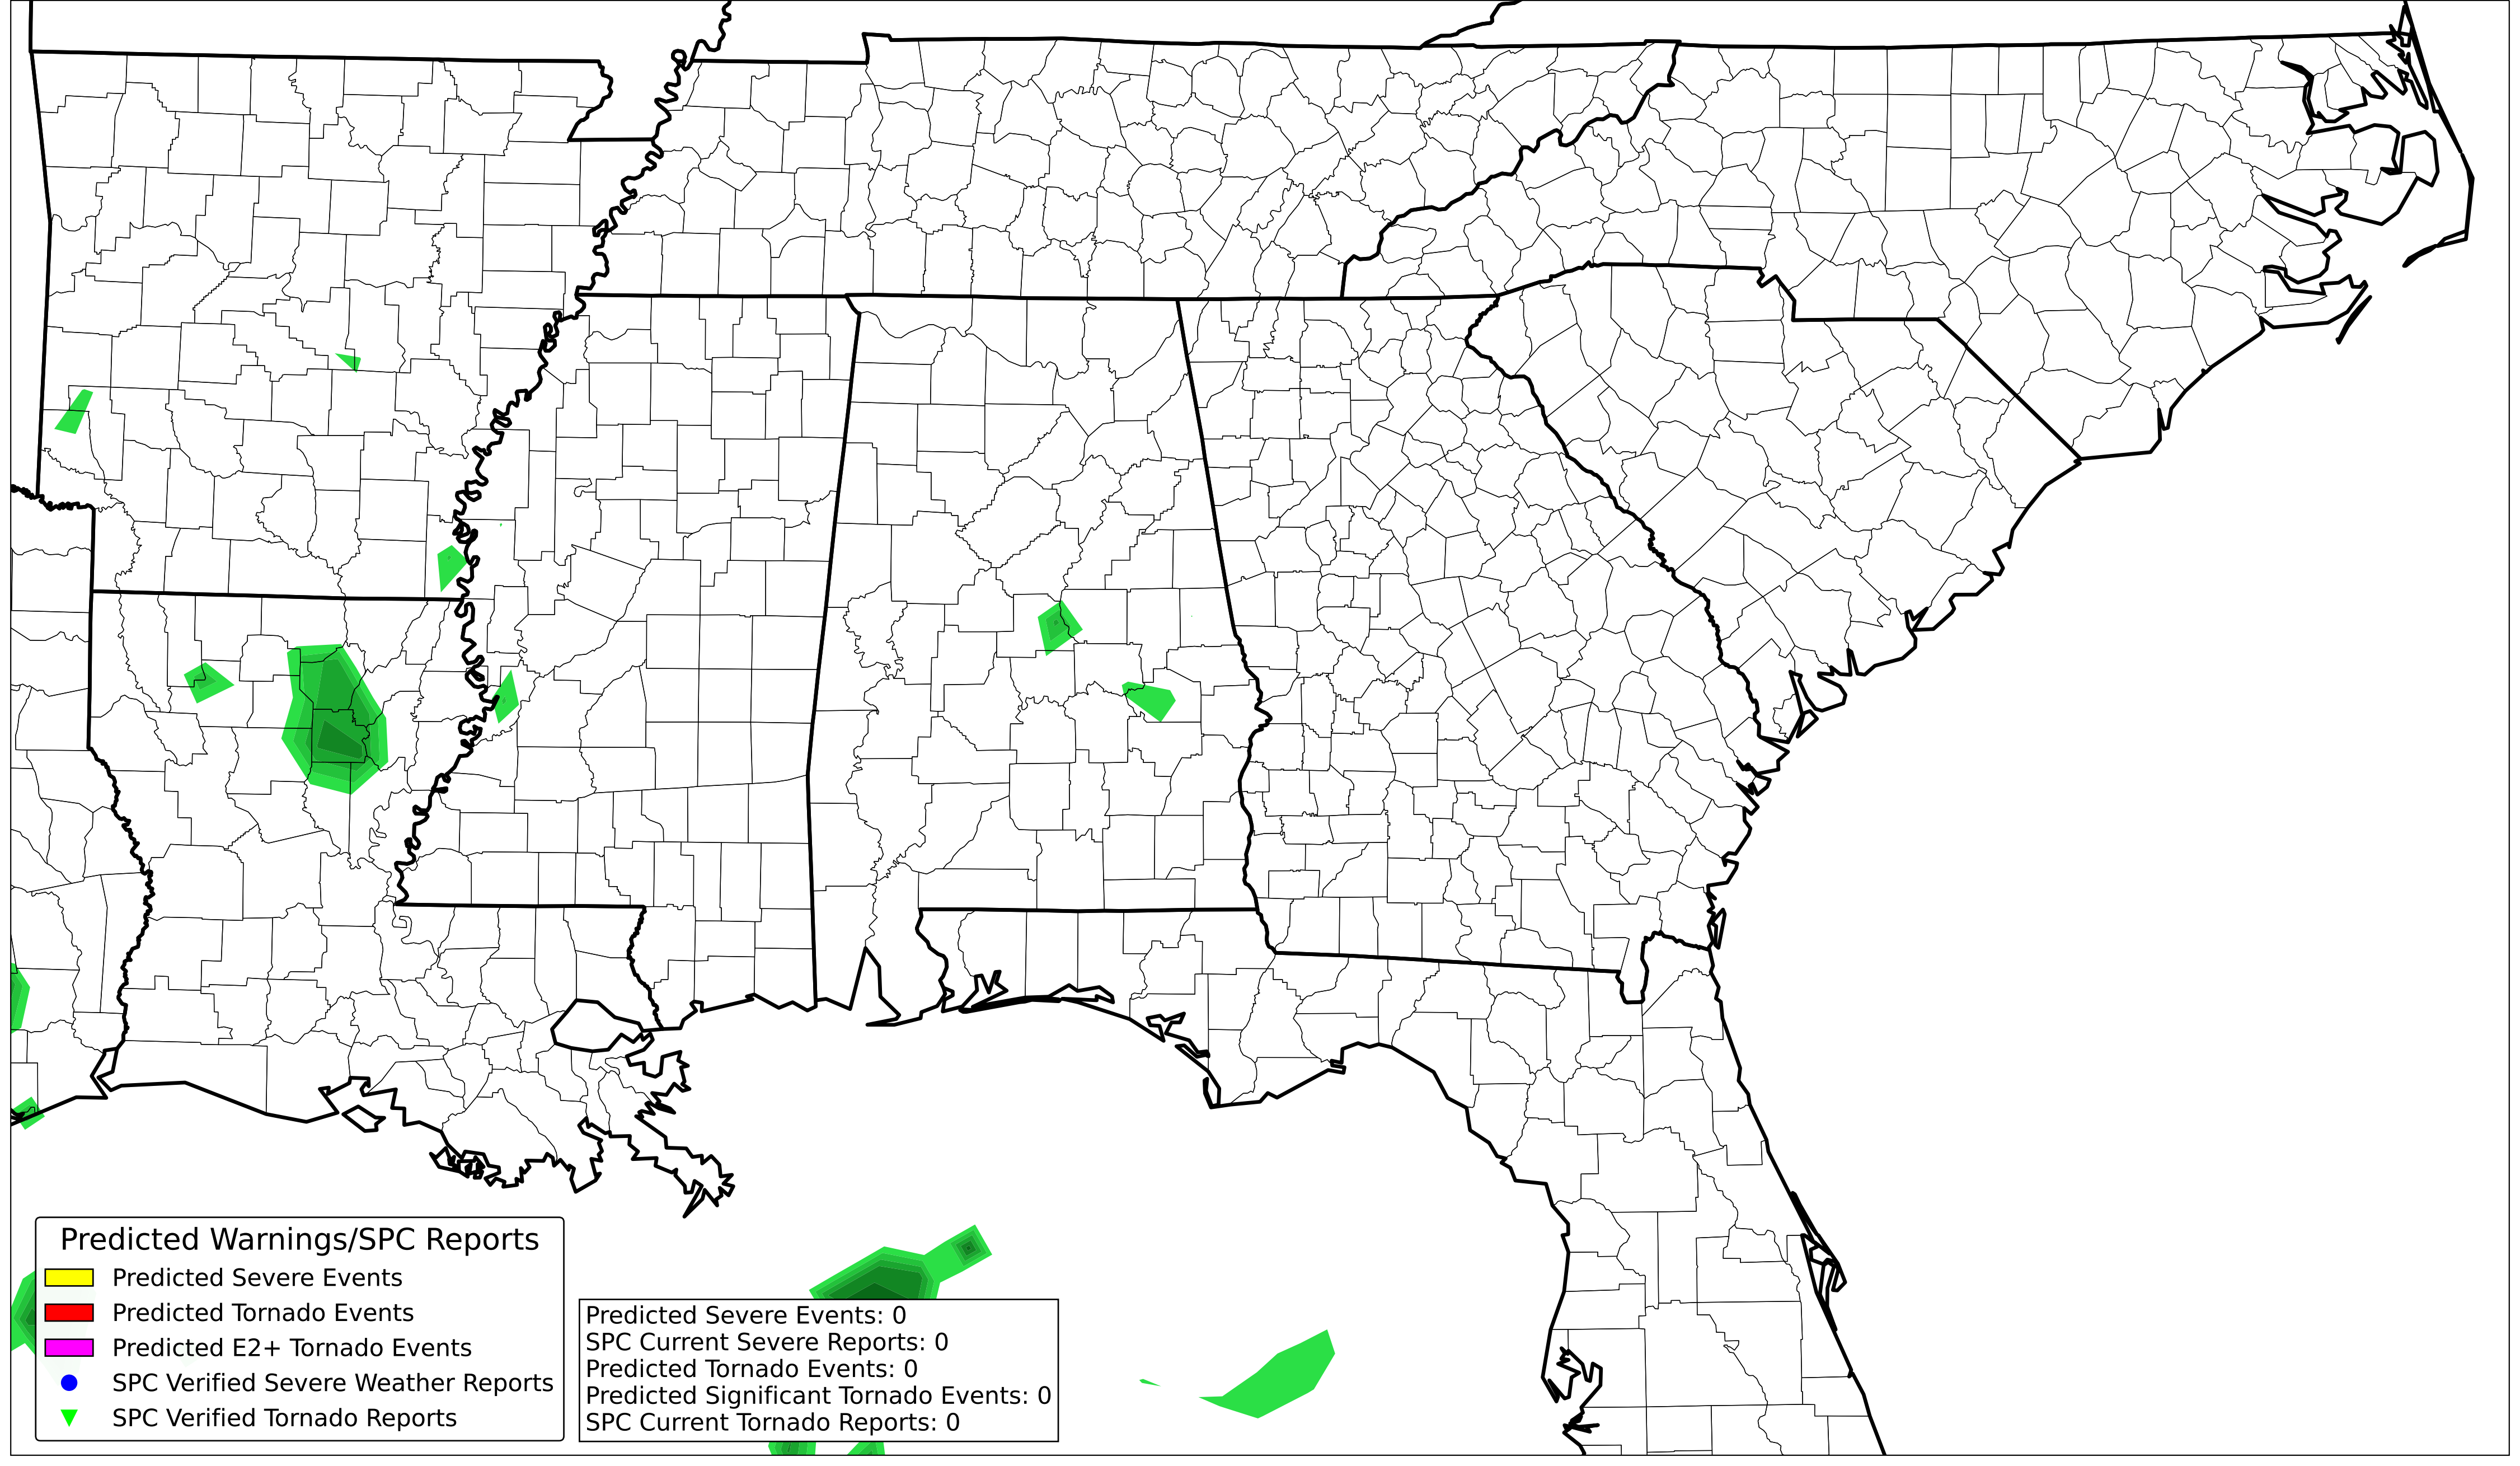 Predicted Warnings/SPC Reports
Predicted Severe Events
Predicted Tornado Events
Predicted E2+ Tornado Events
SPC Verified Severe Weather Reports
SPC Verified Tornado Reports
Predicted Severe Events: 0
SPC Current Severe Reports: 0
Predicted Tornado Events: 0
Predicted Significant Tornado Events: 0
SPC Current Tornado Reports: 0